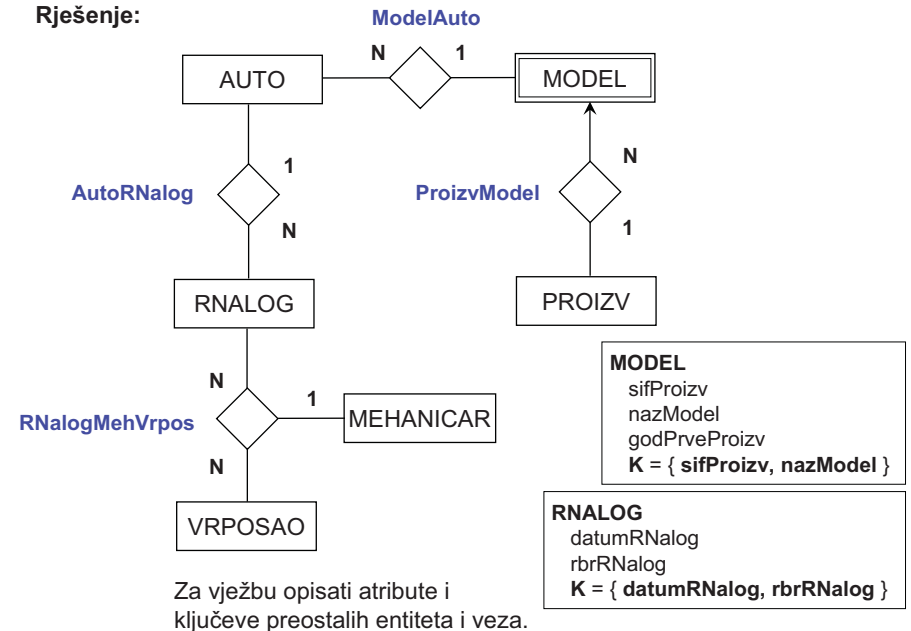 Rješenje:
ModelAuto
N
1
AUTO
MODEL
1
N
AutoRNalog
ProizvModel
N
1
RNALOG
PROIZV
MODEL
sifProizv
nazModel
godPrveProizv
K = { sifProizv, nazModel }
N
1
RNalogMehVrpos
MEHANICAR
N
VRPOSAO
RNALOG
datumRNalog
rbrRNalog
K = { datumRNalog, rbrRNalog }
Za vježbu opisati atribute i
ključeve preostalih entiteta i veza.